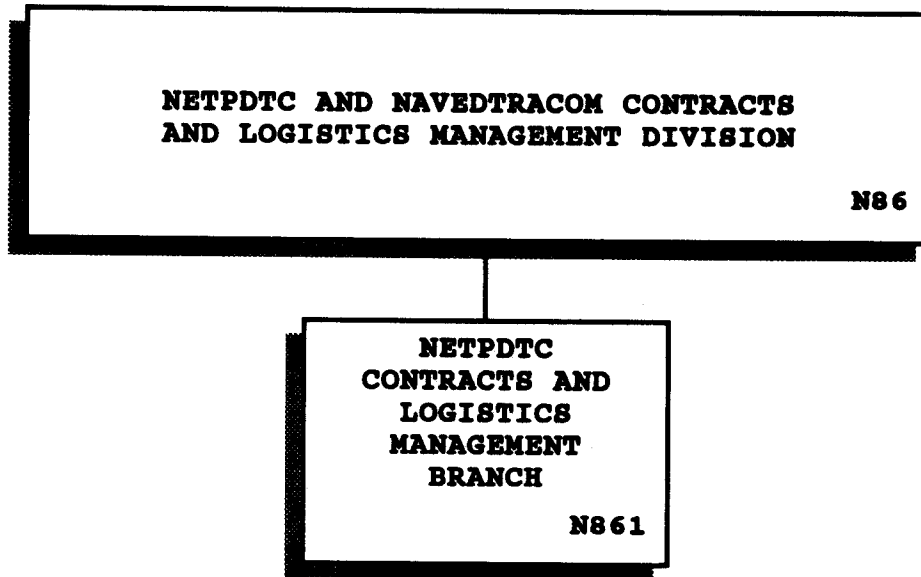 NETPDTC AND NAVEDTRACOM CONTRACTS
AND LOGISTICS MANAGEMENT DIVISION
N86
NETPDTC
CONTRACTS AND
LOGISTICS
MANAGEMENT
BRANCH
N861